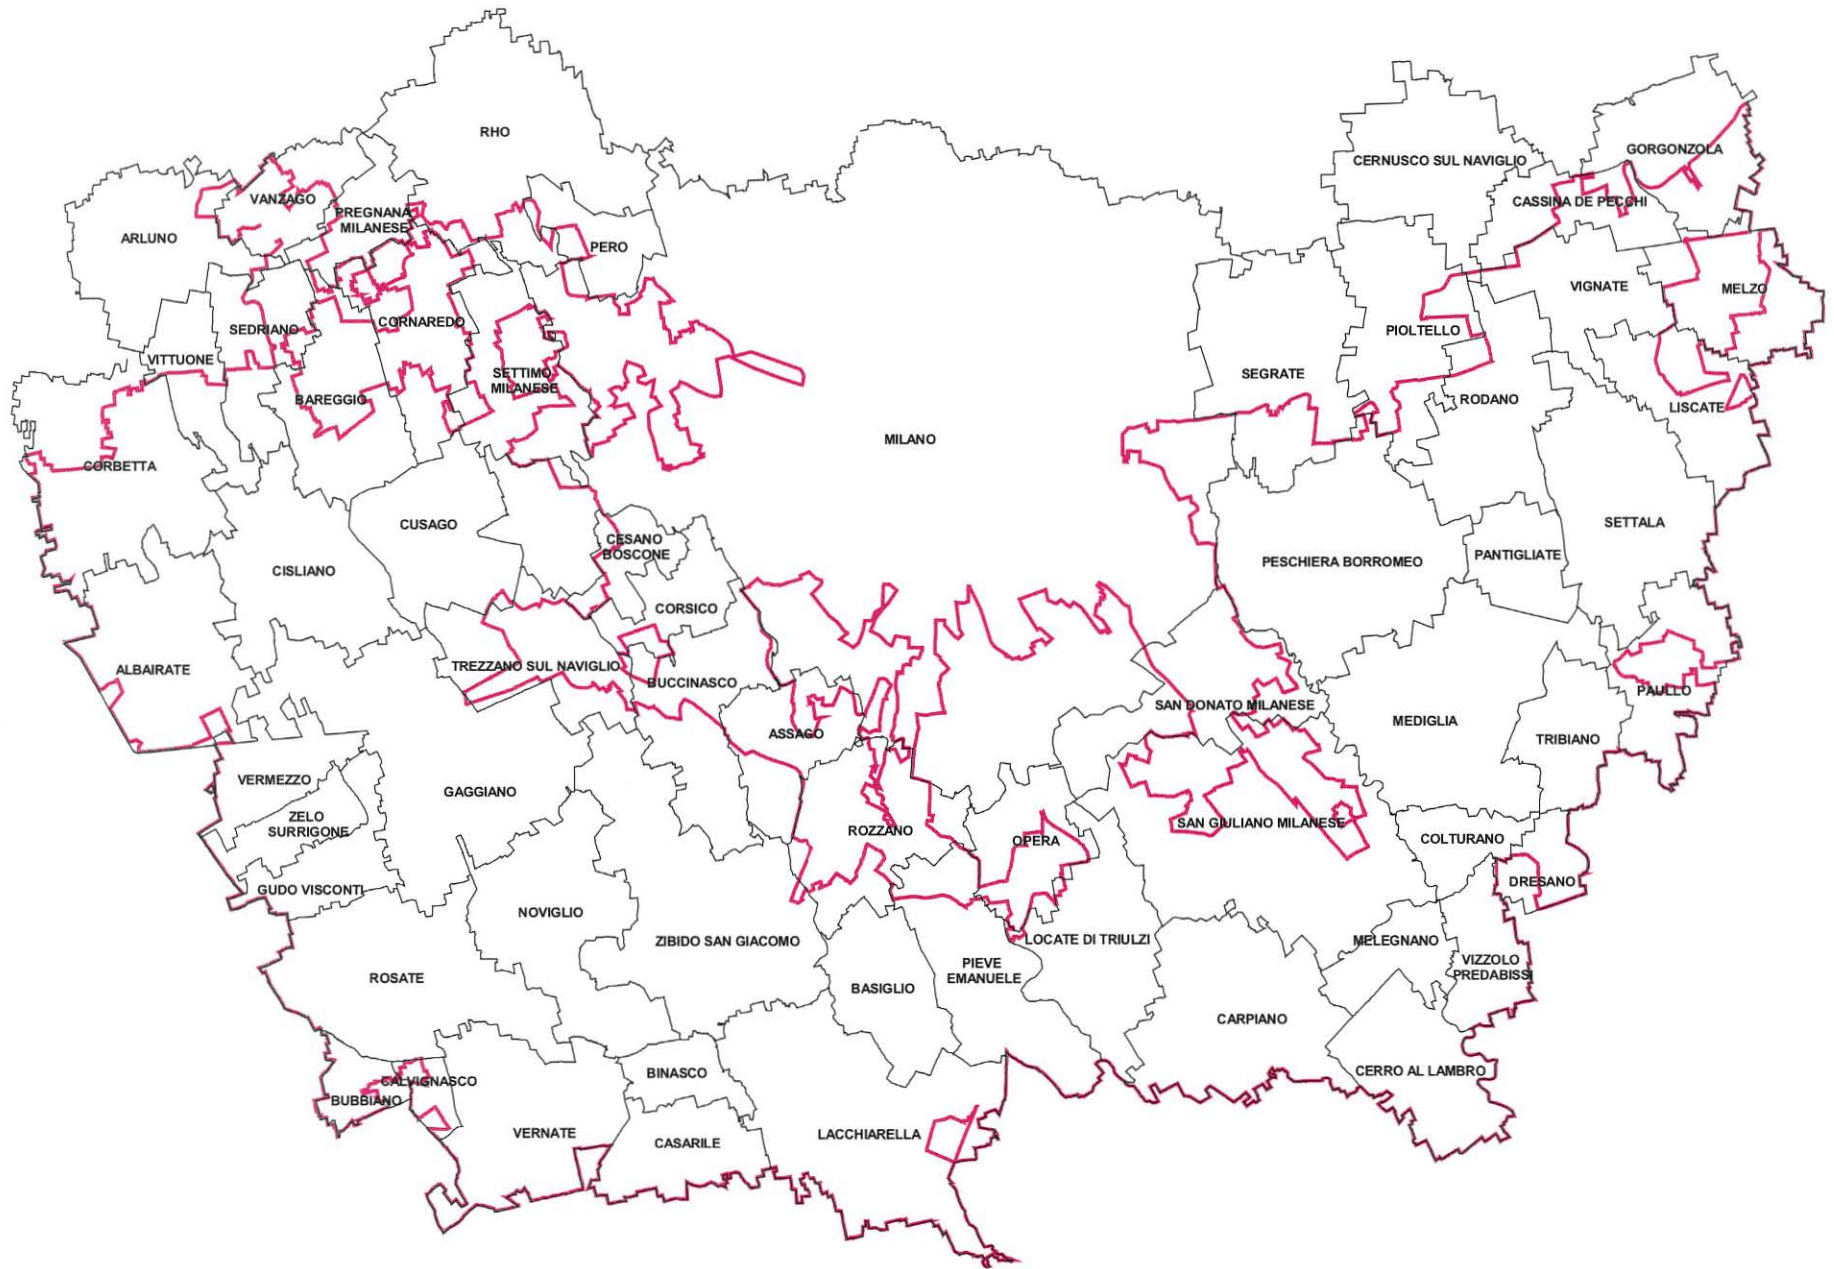 RHO
GORGONZOLA
CERNUSCO SUL NAVIGLIO
VANZAGO
CASSINA DE PECCHI
PREGNANA
MILANESE
ARLUNO
PERO
VIGNATE
MELZO
CORNAREDO
SEDRIANO
PIOLTELLO
VITTUONE
SETTIMO
MILANESE
SEGRATE
BAREGGIO
RODANO
LISCATE
MILANO
CORBETTA
CUSAGO
SETTALA
CESANO
BOSCONE
PANTIGLIATE
PESCHIERA BORROMEO
CISLIANO
CORSICO
TREZZANO SUL NAVIGLIO
ALBAIRATE
BUCCINASCO
PAULLO
SAN DONATO MILANESE
MEDIGLIA
ASSAGO
TRIBIANO
VERMEZZO
GAGGIANO
ZELO
SURRIGONE
SAN GIULIANO MILANESE
ROZZANO
OPERA
COLTURANO
DRESANO
GUDO VISCONTI
NOVIGLIO
ZIBIDO SAN GIACOMO
LOCATE DI TRIULZI
MELEGNANO
PIEVE
EMANUELE
VIZZOLO
PREDABISSI
ROSATE
BASIGLIO
CARPIANO
BINASCO
CERRO AL LAMBRO
CALVIGNASCO
BUBBIANO
VERNATE
LACCHIARELLA
CASARILE